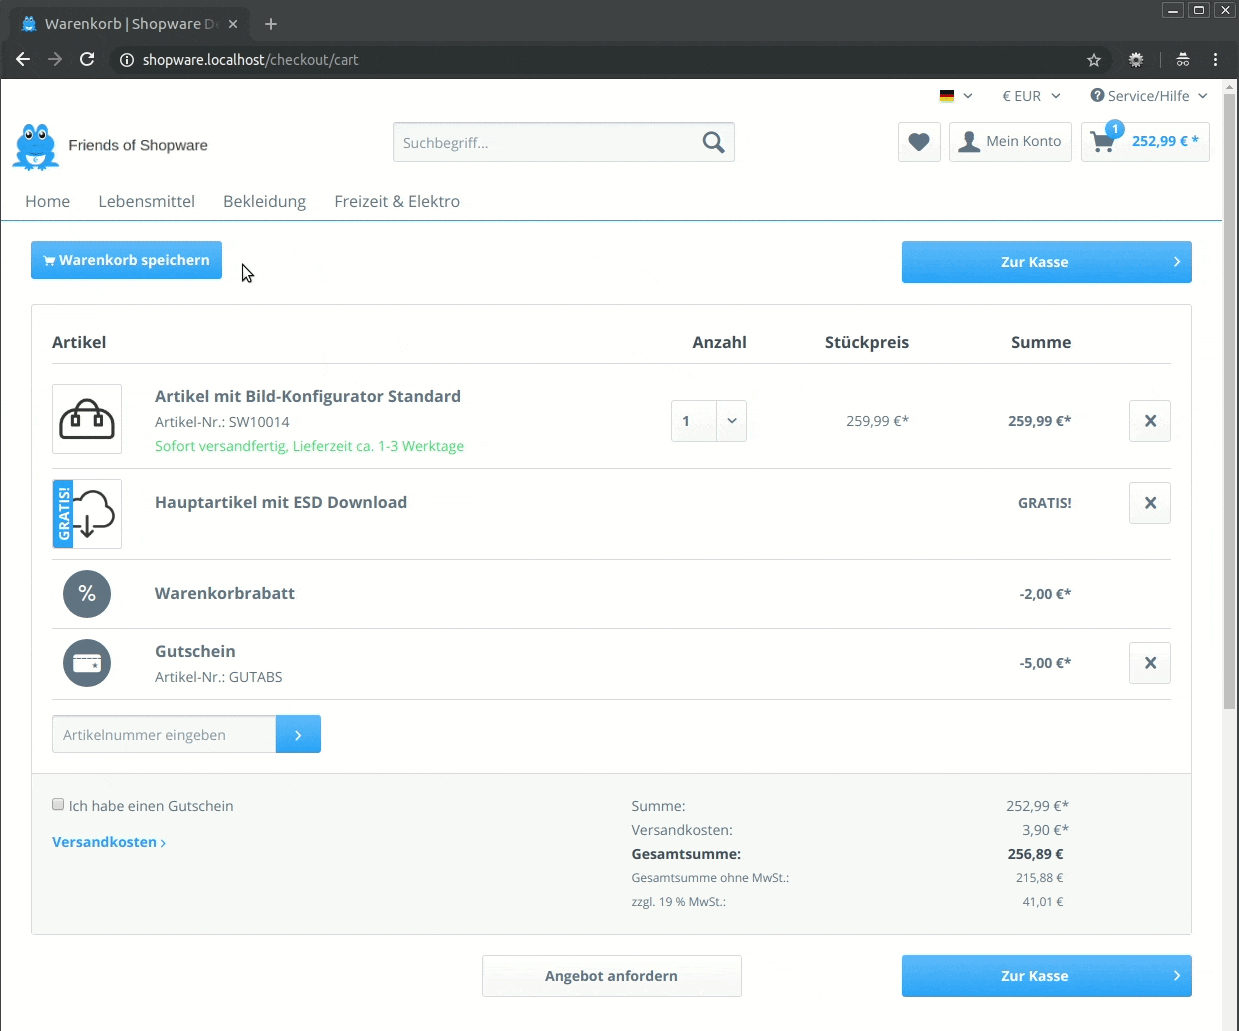 Warenkorb | Shopware De
shopware.localhost/checkout/cart
€ EUR
Service/Hilfe
Friends of Shopware
Suchbegriff...
Mein Konto
1
252,99 € *
Home Lebensmittel Bekleidung Freizeit & Elektro
Warenkorb speichern
Zur Kasse
Artikel Anzahl Stückpreis Summe
Artikel mit Bild-Konfigurator Standard
Artikel-Nr.: SW10014
Sofort versandfertig, Lieferzeit ca. 1-3 Werktage
1 259,99 €* 259,99 €*
GRATIS!
Hauptartikel mit ESD Download GRATIS!
% Warenkorbrabatt -2,00 €*
Gutschein
Artikel-Nr.: GUTABS
-5,00 €*
Artikelnummer eingeben
Ich habe einen Gutschein
Versandkosten
Summe: 252,99 €*
Versandkosten: 3,90 €*
Gesamtsumme: 256,89 €
Gesamtsumme ohne MwSt.: 215,88 €
zzgl. 19 % MwSt.: 41,01 €
Angebot anfordern
Zur Kasse